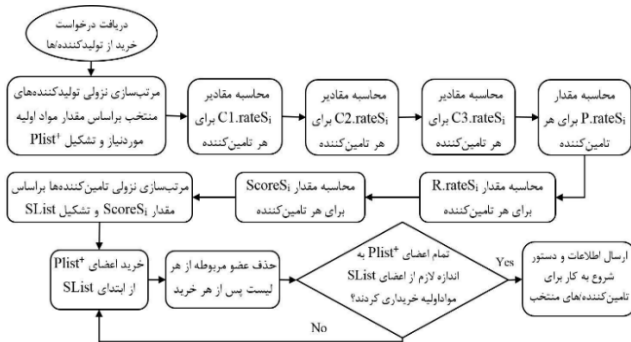 دریافت درخواست
خرید از تولیدکننده/ها
مرتب‌سازی نزولی تولیدکننده‌های
منتخب براساس مقدار مواد اولیه
موردنیاز و تشکیل Plist⁺
محاسبه مقادیر
C1.rateSᵢ برای
هر تامین‌کننده
محاسبه مقادیر
C2.rateSᵢ برای
هر تامین‌کننده
محاسبه مقادیر
C3.rateSᵢ برای
هر تامین‌کننده
محاسبه مقدار
P.rateSᵢ برای هر
تامین‌کننده
محاسبه مقدار R.rateSᵢ
برای هر تامین‌کننده
محاسبه مقدار ScoreSᵢ
برای هر تامین‌کننده
مرتب‌سازی نزولی تامین‌کننده‌ها براساس
مقدار ScoreSᵢ و تشکیل SList
خرید اعضای Plist⁺
از ابتدای SList
حذف عضو مربوطه از هر
لیست پس از هر خرید
تمام اعضای Plist⁺ به
اندازه لازم از اعضای SList
مواداولیه خریداری کردند؟
Yes
ارسال اطلاعات و دستور
شروع به کار برای
تامین‌کننده/های منتخب
No